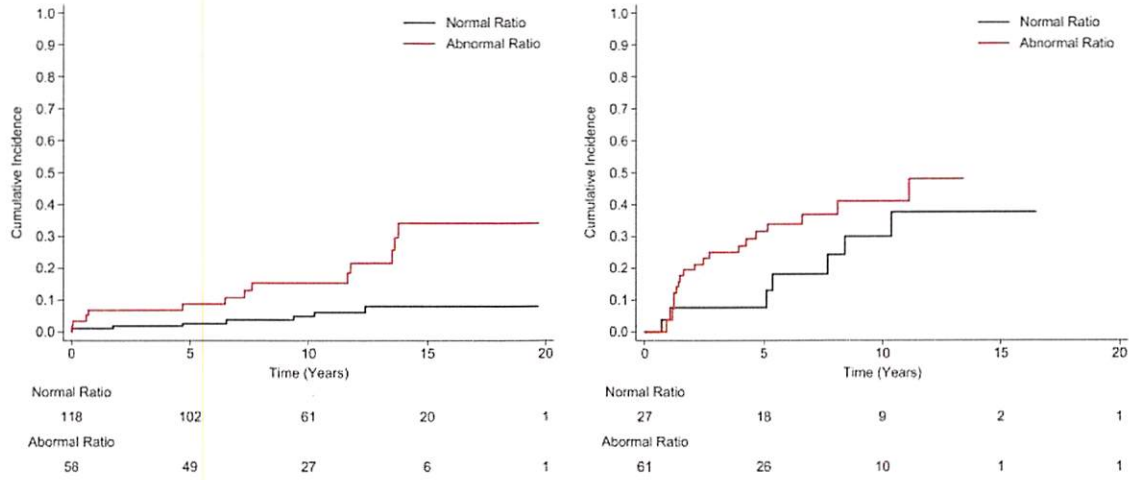 1.0
0.9
0.8
0.7
0.6
0.5
0.4
0.3
0.2
0.1
0.0
Cumulative Incidence
Normal Ratio
Abnormal Ratio
0 5 10 15 20
Time (Years)
Normal Ratio
118 102 61 20 1
Abormal Ratio
58 49 27 6 1
1.0
0.9
0.8
0.7
0.6
0.5
0.4
0.3
0.2
0.1
0.0
Cumulative Incidence
Normal Ratio
Abnormal Ratio
0 5 10 15 20
Time (Years)
Normal Ratio
27 18 9 2 1
Abormal Ratio
61 26 10 1 1